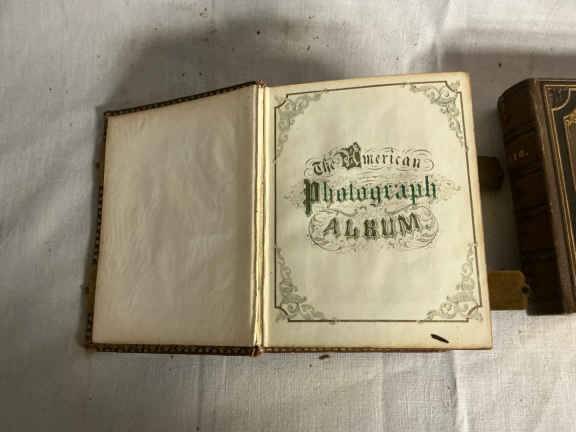 The American
Photograph
ALBUM.